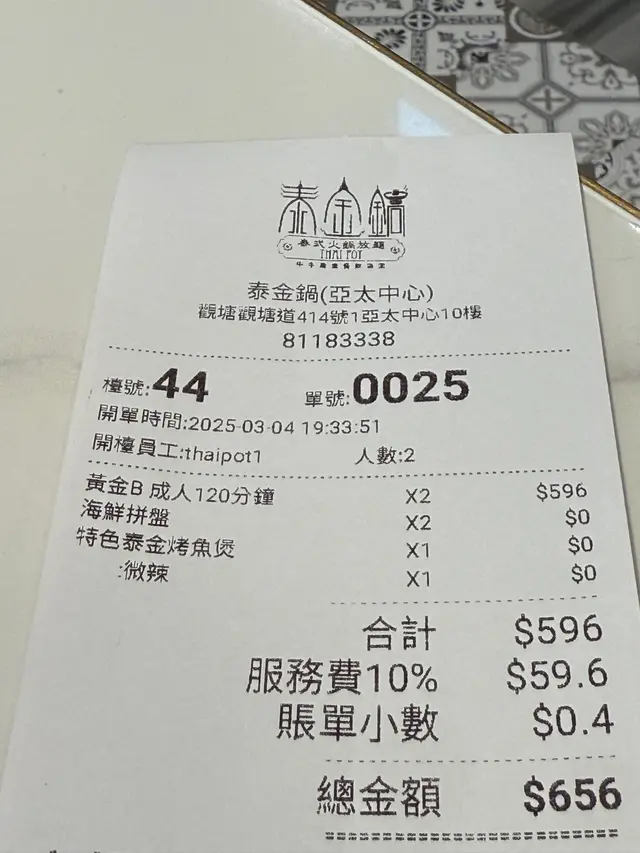 泰金鍋
泰式火鍋放題
THAI POT
泰金鍋(亞太中心)
觀塘觀塘道414號1亞太中心10樓
81183338
檯號:44 單號:0025
開單時間:2025-03-04 19:33:51
開檯員工:thaipot1 人數:2
黃金B 成人120分鐘 X2 $596
海鮮拼盤 X2 $0
特色泰金烤魚煲 X1 $0
:微辣 X1 $0
合計 $596
服務費10% $59.6
賬單小數 $0.4
總金額 $656